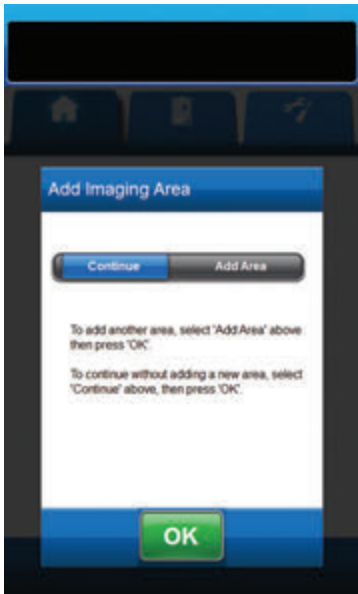 Add Imaging Area
Continue Add Area
To add another area, select 'Add Area' above
then press 'OK'.
To continue without adding a new area, select
'Continue' above, then press 'OK'.
OK